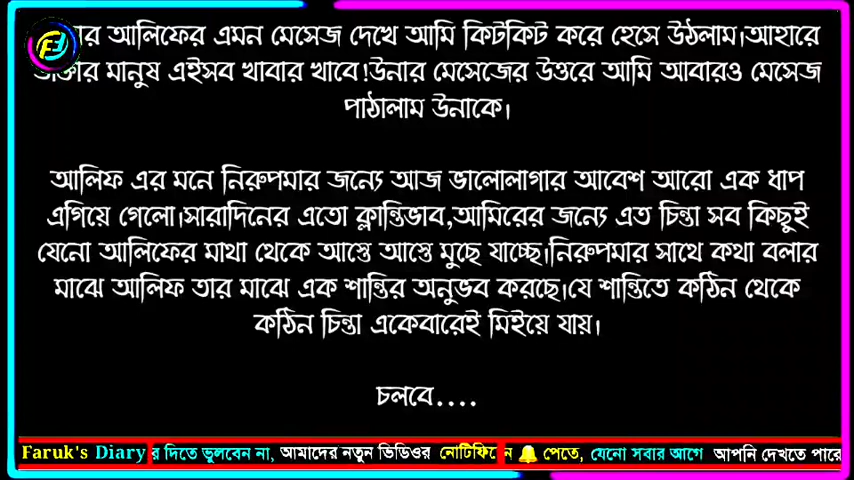 আলিফের এমন মেসেজ দেখে আমি কিটকিট করে হেসে উঠলাম।আহারে
মানুষ এইসব খাবার খাবে!উনার মেসেজের উত্তরে আমি আবারও মেসেজ
পাঠালাম উনাকে।
আলিফ এর মনে নিরুপমার জন্যে আজ ভালোলাগার আবেশ আরো এক ধাপ
এগিয়ে গেলো।সারাদিনের এতো ক্লান্তিভাব,আমিরের জন্যে এত চিন্তা সব কিছুই
যেনো আলিফের মাথা থেকে আস্তে আস্তে মুছে যাচ্ছে।নিরুপমার সাথে কথা বলার
মাঝে আলিফ তার মাঝে এক শান্তির অনুভব করছে।যে শান্তিতে কঠিন থেকে
কঠিন চিন্তা একেবারেই মিইয়ে যায়।
চলবে....
Faruk's Diary র দিতে ভুলবেন না, আমাদের নতুন ভিডিওর 🔔 পেতে, যেনো সবার আগে আপনি দেখতে পারে